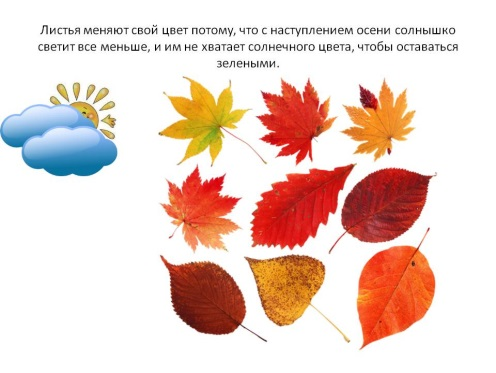 Листья меняют свой цвет потому, что с наступлением осени солнышко
светит все меньше, и им не хватает солнечного цвета, чтобы оставаться
зелеными.